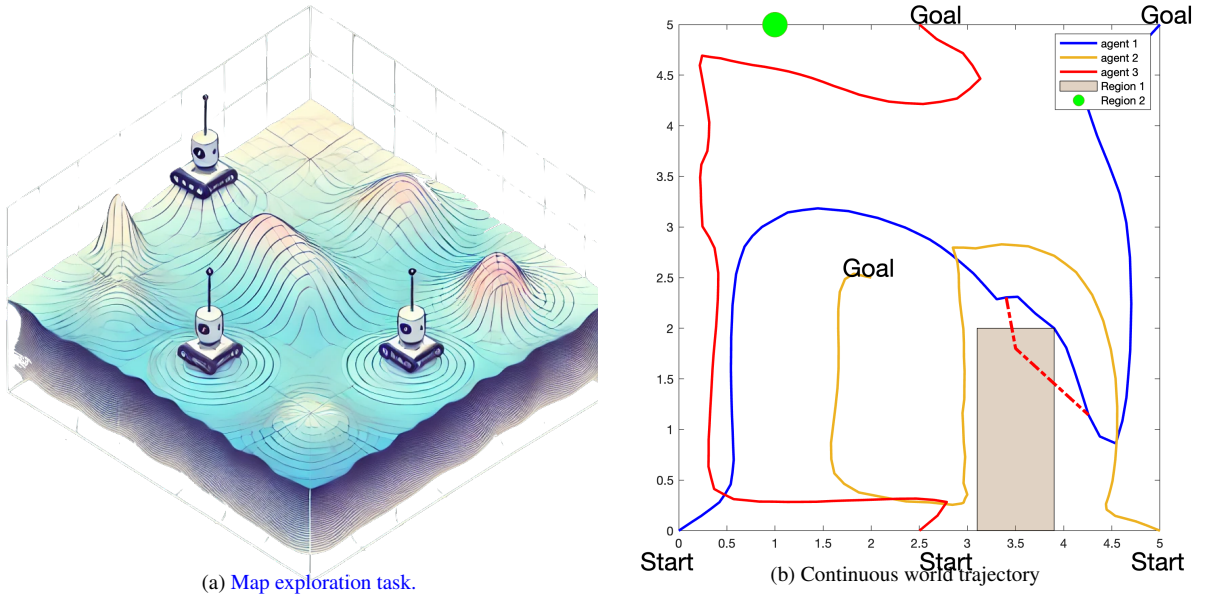 Goal
Goal
5
4.5
4
3.5
3
2.5
2
1.5
1
0.5
0
agent 1
agent 2
agent 3
Region 1
Region 2
Goal
0 0.5 1 1.5 2 2.5 3 3.5 4 4.5 5
Start Start Start
(a) Map exploration task.
(b) Continuous world trajectory